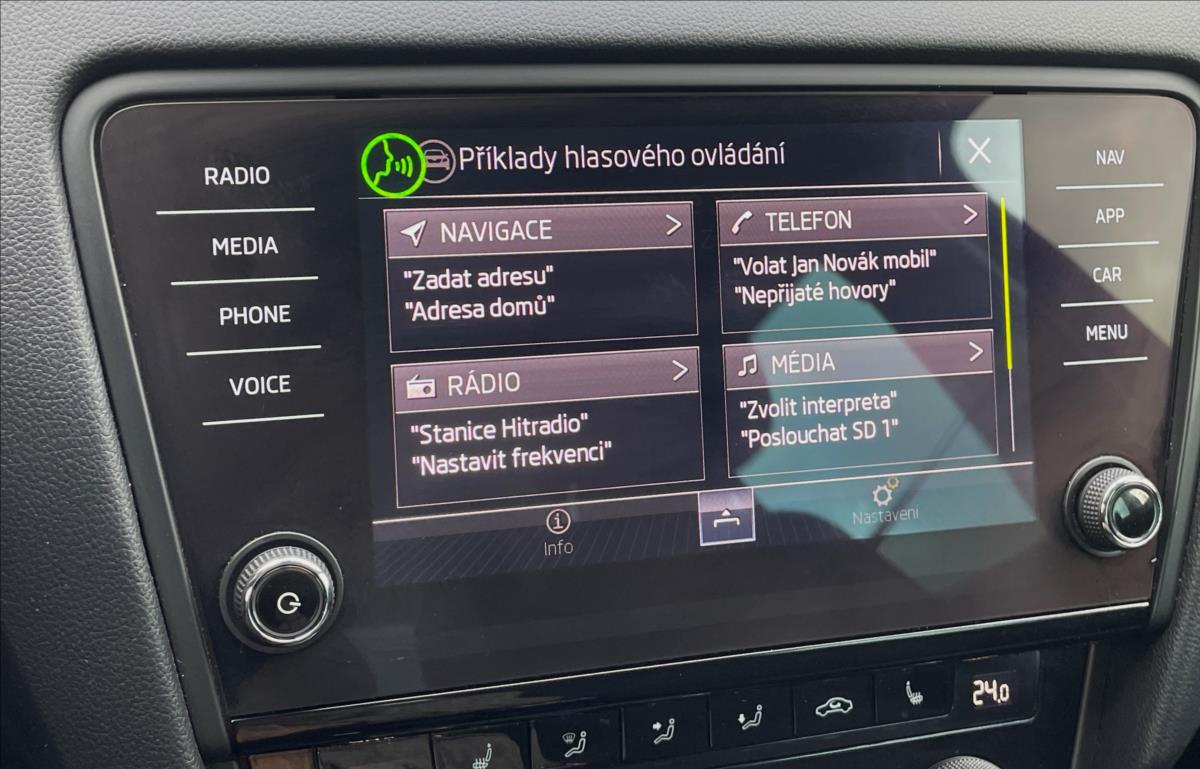 RADIO
MEDIA
PHONE
VOICE
Příklady hlasového ovládání
NAVIGACE
"Zadat adresu"
"Adresa domů"
TELEFON
"Volat Jan Novák mobil"
"Nepřijaté hovory"
RÁDIO
"Stanice Hitradio"
"Nastavit frekvenci"
MÉDIA
"Zvolit interpreta"
"Poslouchat SD 1"
Info
Nastavení
NAV
APP
CAR
MENU
24.0